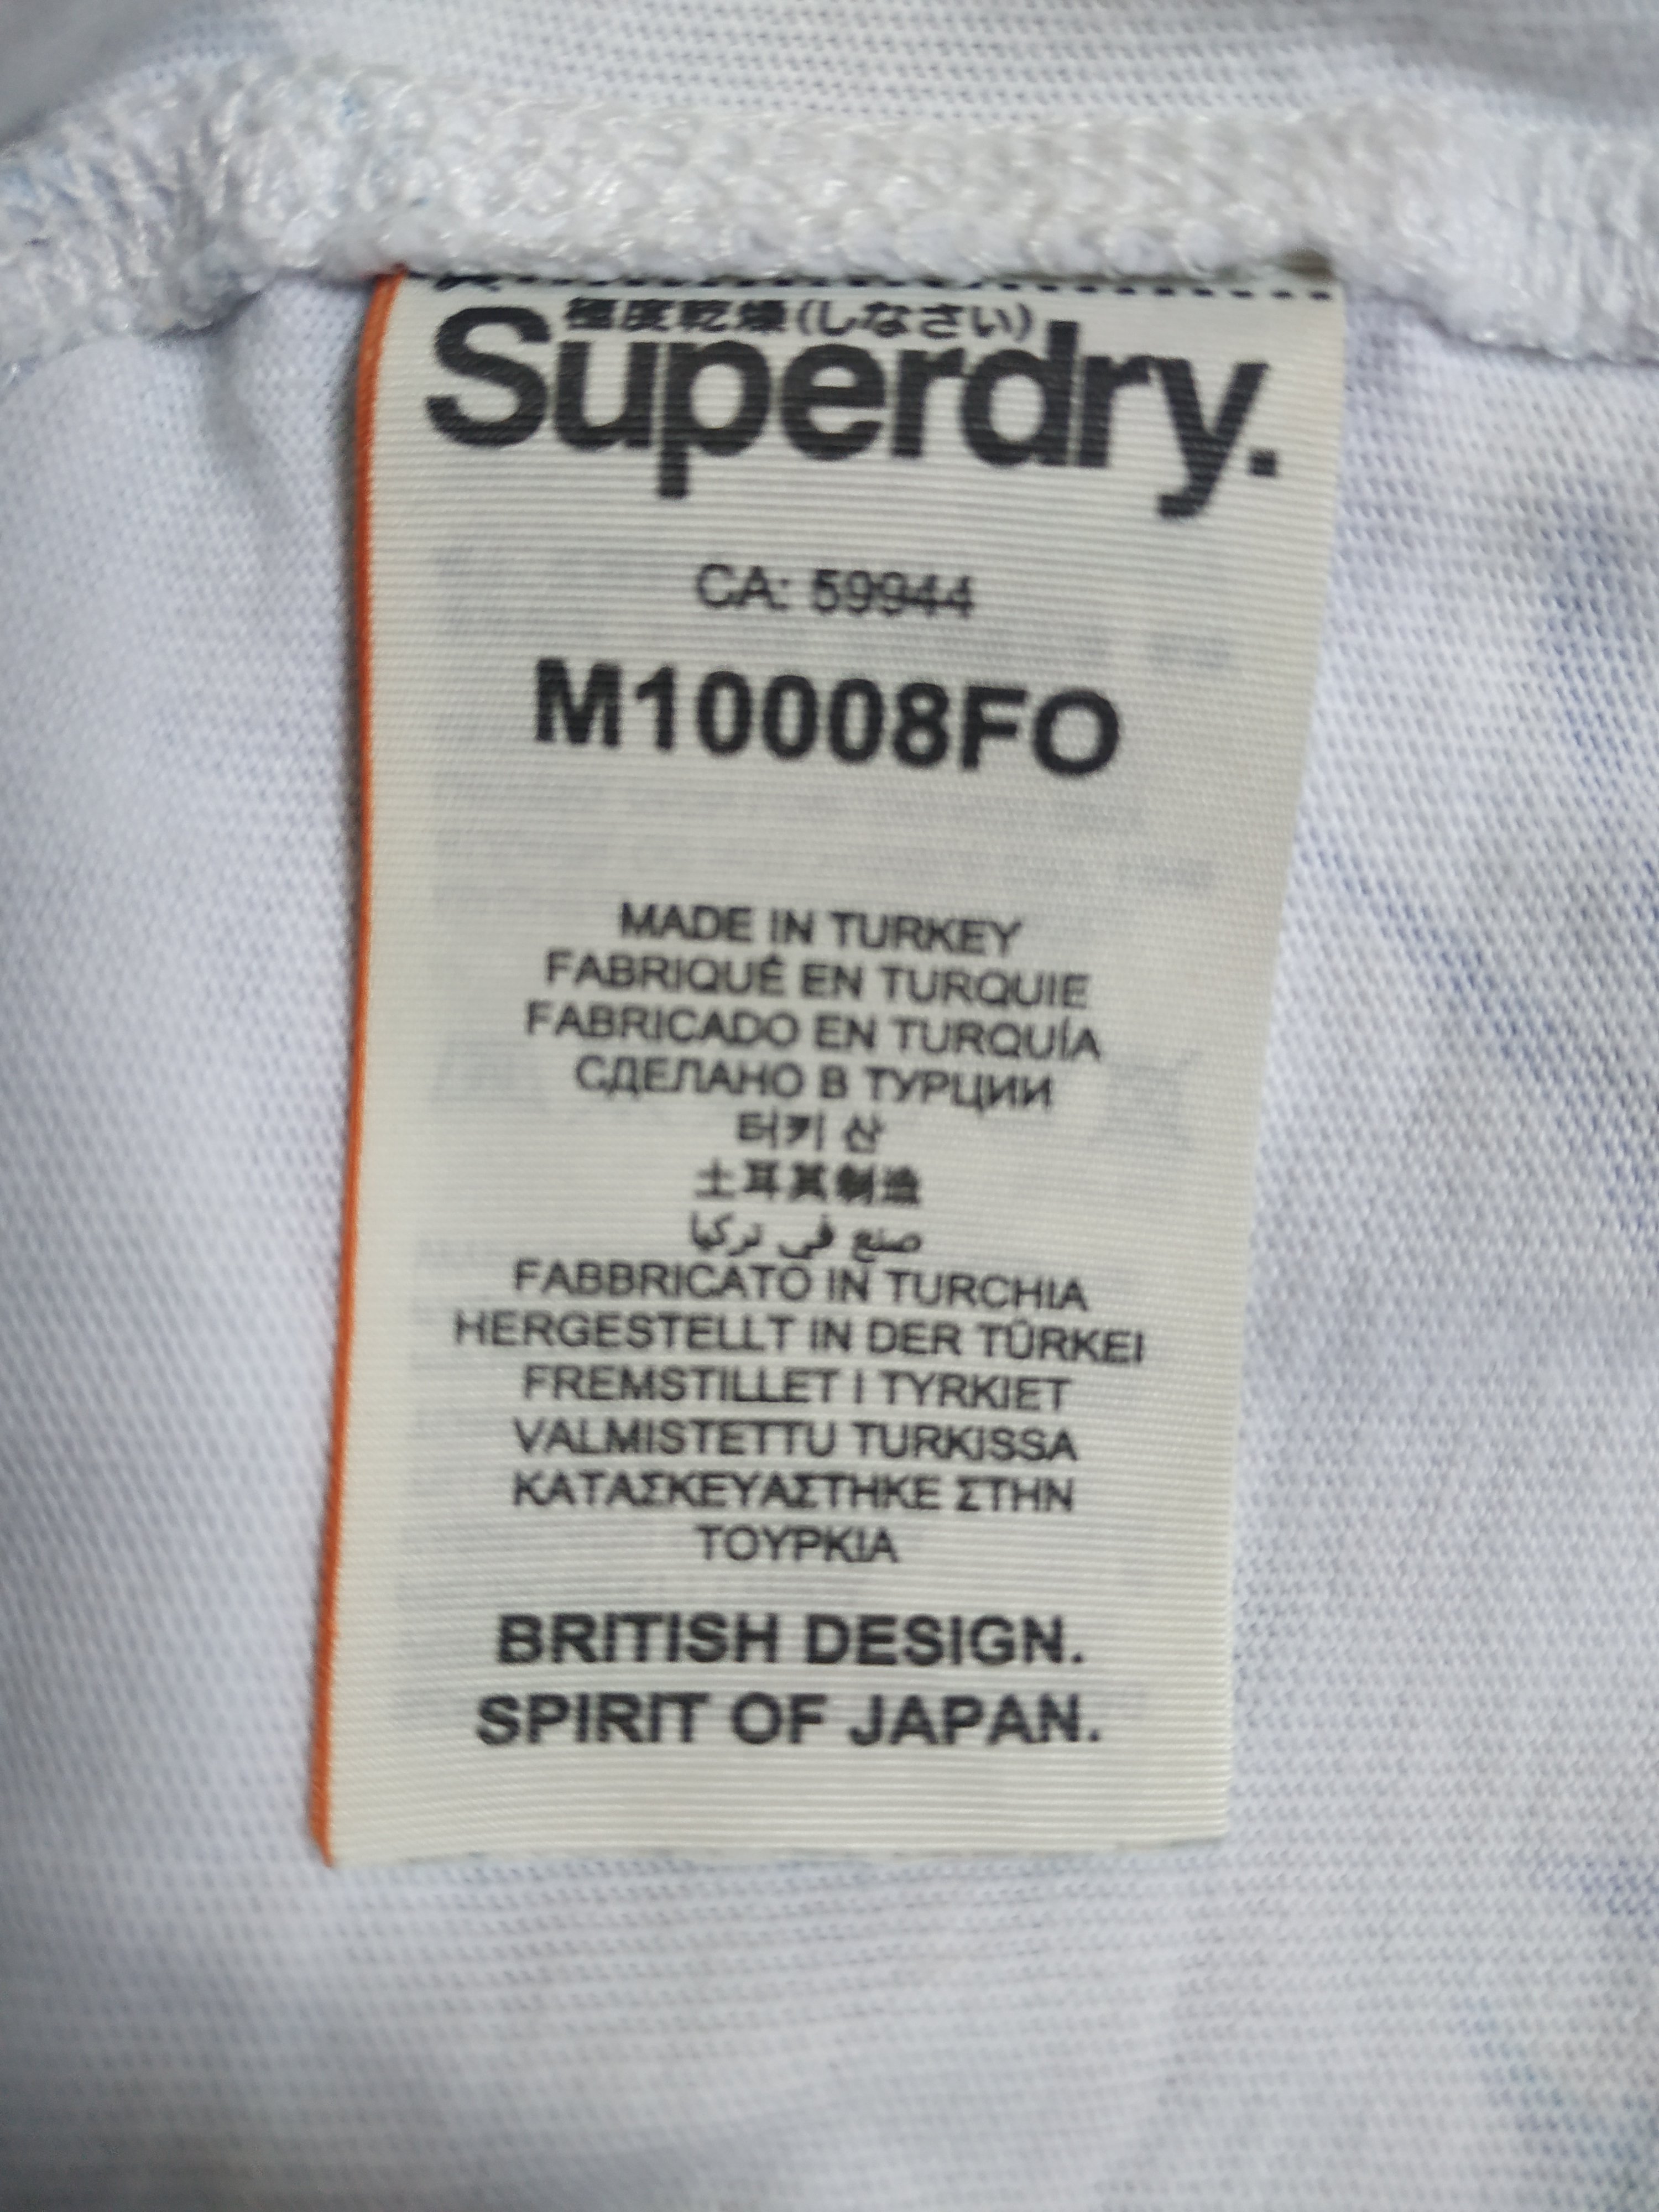 極度乾燥(しなさい)
Superdry.
CA: 59944
M10008FO
MADE IN TURKEY
FABRIQUÉ EN TURQUIE
FABRICADO EN TURQUÍA
СДЕЛАНО В ТУРЦИИ
터키 산
土耳其制造
صنع في تركيا
FABBRICATO IN TURCHIA
HERGESTELLT IN DER TÜRKEI
FREMSTILLET I TYRKIET
VALMISTETTU TURKISSA
ΚΑΤΑΣΚΕΥΑΣΤΗΚΕ ΣΤΗΝ
ΤΟΥΡΚΙΑ
BRITISH DESIGN.
SPIRIT OF JAPAN.